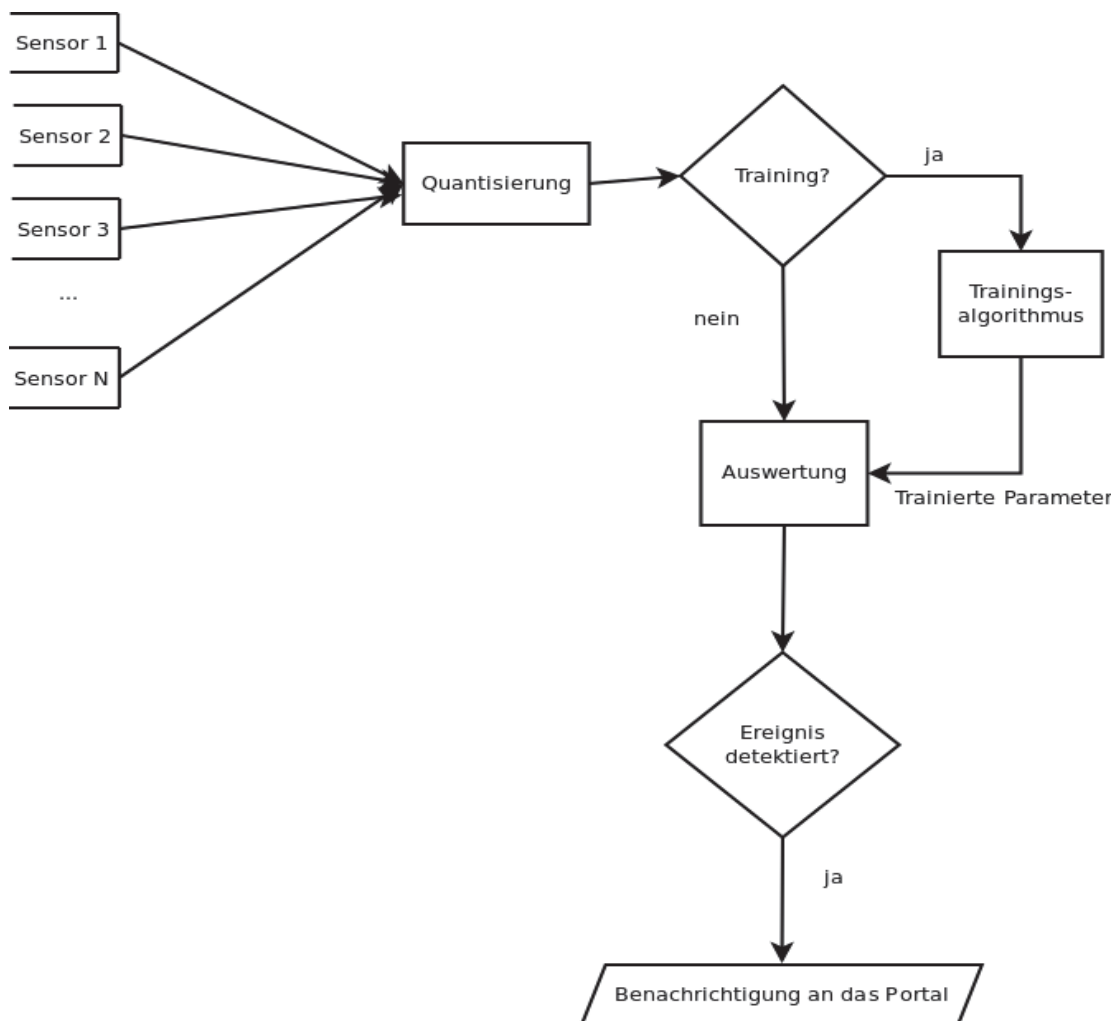 Sensor 1
Sensor 2
Sensor 3
...
Sensor N
Quantisierung
Training?
ja
nein
Trainings-
algorithmus
Auswertung
Trainierte Parameter
Ereignis
detektiert?
ja
Benachrichtigung an das Portal